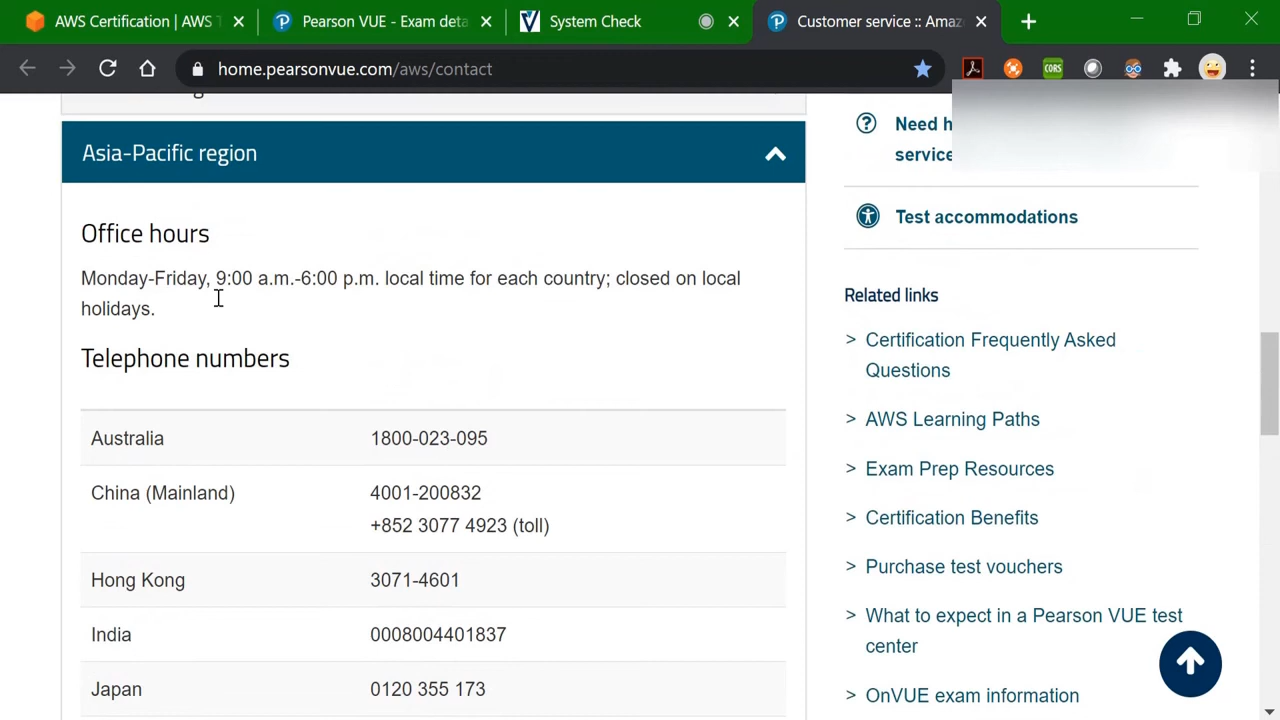 AWS Certification | AWS
Pearson VUE - Exam deta
System Check
Customer service :: Amaz
home.pearsonvue.com/aws/contact
CORS
Asia-Pacific region
Office hours
Monday-Friday, 9:00 a.m.-6:00 p.m. local time for each country; closed on local
holidays.
Telephone numbers
Australia 1800-023-095
China (Mainland) 4001-200832
+852 3077 4923 (toll)
Hong Kong 3071-4601
India 0008004401837
Japan 0120 355 173
Need h
service
Test accommodations
Related links
> Certification Frequently Asked
Questions
> AWS Learning Paths
> Exam Prep Resources
> Certification Benefits
> Purchase test vouchers
> What to expect in a Pearson VUE test
center
> OnVUE exam information